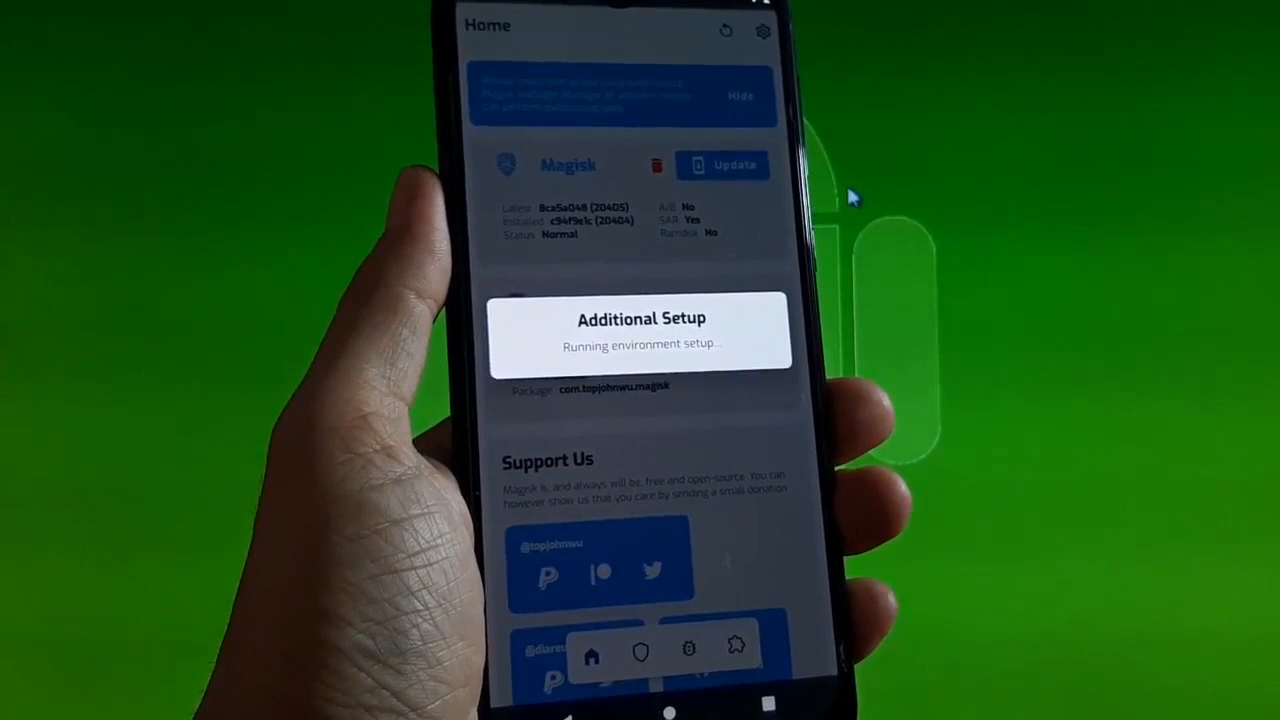 Home
Hide
Magisk
Update
Latest 8ca5a048 (20405)
Installed c94f9e1c (20404)
Status Normal
A/B No
SAR Yes
Ramdisk No
Additional Setup
Running environment setup...
Package com.topjohnwu.magisk
Support Us
Magisk is, and always will be, free and open-source. You can
however show us that you care by sending a small donation
@topjohnwu